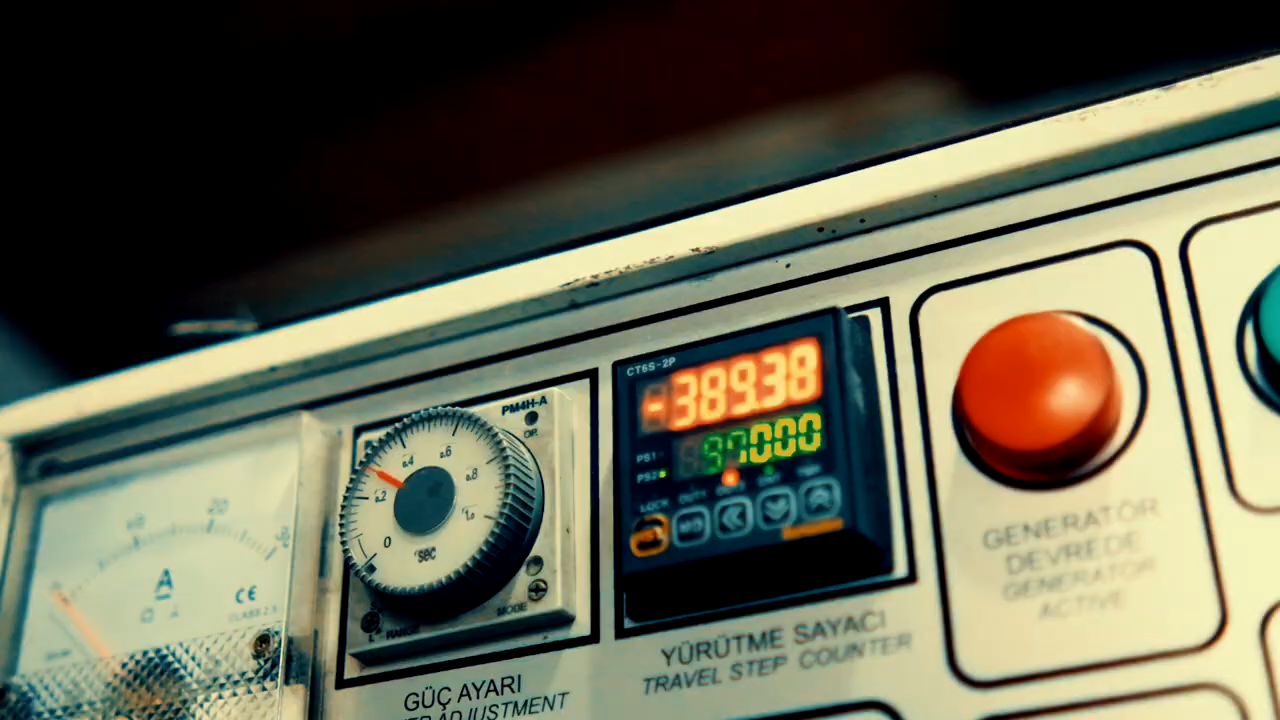 10
20
30
A
CE
CLASS 2.5
PM4H-A
OP.
0
.2
.4
.6
.8
1.0
sec
RANGE
MODE
GÜÇ AYARI
ADJUSTMENT
CT6S-2P
-389.38
97000
PS1
PS2
LOCK OUT1
YÜRÜTME SAYACI
TRAVEL STEP COUNTER
GENERATÖR
DEVREDE
GENERATOR
ACTIVE